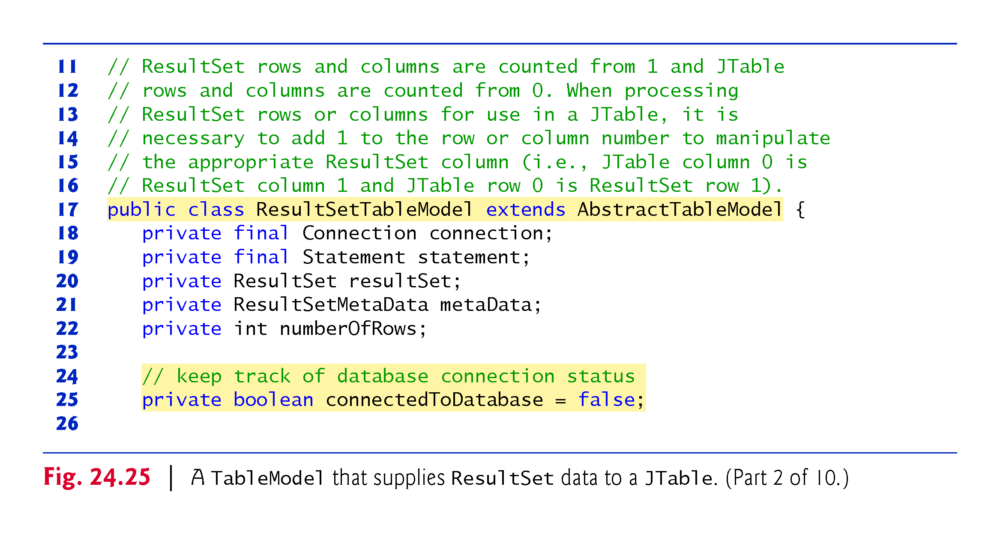 11 // ResultSet rows and columns are counted from 1 and JTable
12 // rows and columns are counted from 0. When processing
13 // ResultSet rows or columns for use in a JTable, it is
14 // necessary to add 1 to the row or column number to manipulate
15 // the appropriate ResultSet column (i.e., JTable column 0 is
16 // ResultSet column 1 and JTable row 0 is ResultSet row 1).
17 public class ResultSetTableModel extends AbstractTableModel {
18 private final Connection connection;
19 private final Statement statement;
20 private ResultSet resultSet;
21 private ResultSetMetaData metaData;
22 private int numberOfRows;
23
24 // keep track of database connection status
25 private boolean connectedToDatabase = false;
26
Fig. 24.25 | A TableModel that supplies ResultSet data to a JTable. (Part 2 of 10.)